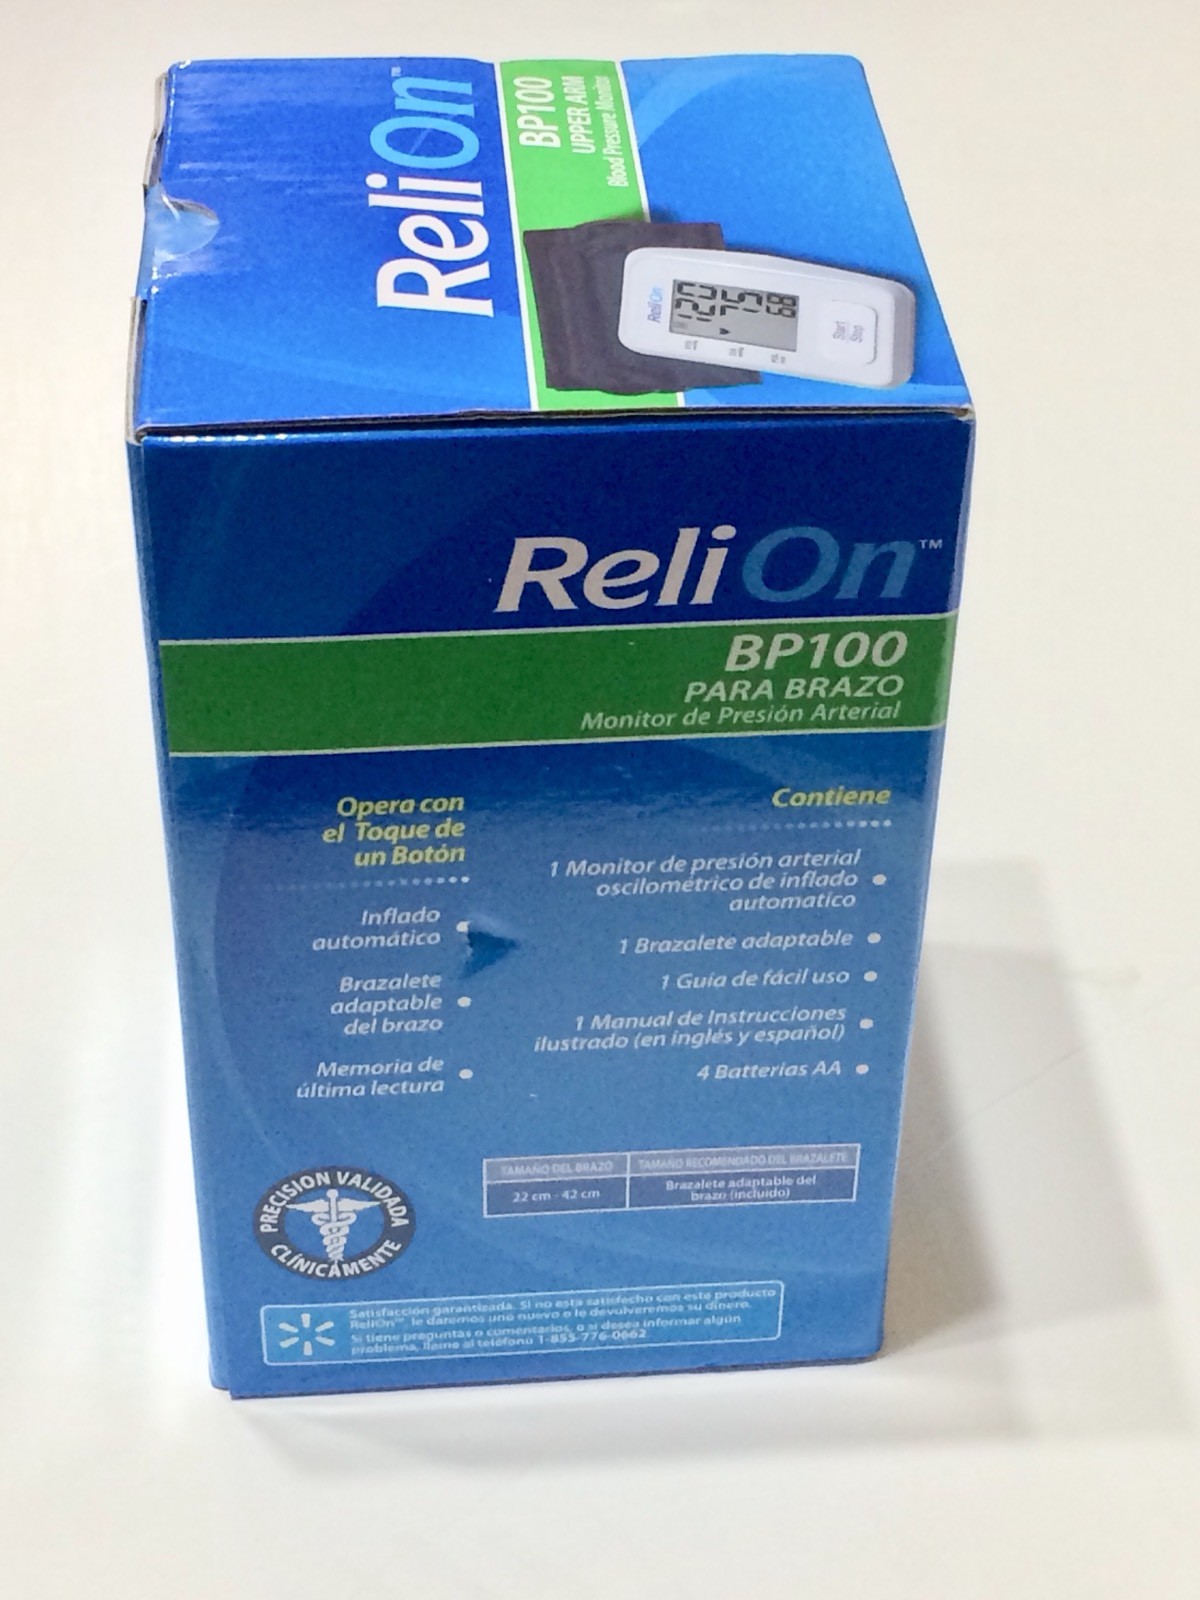 ReliOn™
BP100
UPPER ARM
Blood Pressure Monitor
ReliOn
120
75
68
Start
Stop
ReliOn™
BP100
PARA BRAZO
Monitor de Presión Arterial
Opera con
el Toque de
un Botón
Inflado
automático
Brazalete
adaptable
del brazo
Memoria de
última lectura
Contiene
1 Monitor de presión arterial
oscilométrico de inflado
automatico
1 Brazalete adaptable
1 Guia de fácil uso
1 Manual de Instrucciones
ilustrado (en inglés y español)
4 Batterias AA
TAMAÑO DEL BRAZO TAMAÑO RECOMENDADO DEL BRAZALETE
22 cm - 42 cm Brazalete adaptable del
brazo (incluido)
PRECISION VALIDADA
CLÍNICAMENTE
Satisfacción garantizada. Si no esta satisfecho con este producto
ReliOn™ le daremos uno nuevo o le devolveremos su dinero.
Si tiene preguntas o comentarios, o si desea informar algún
problema, llame al teléfono 1-855-776-0662